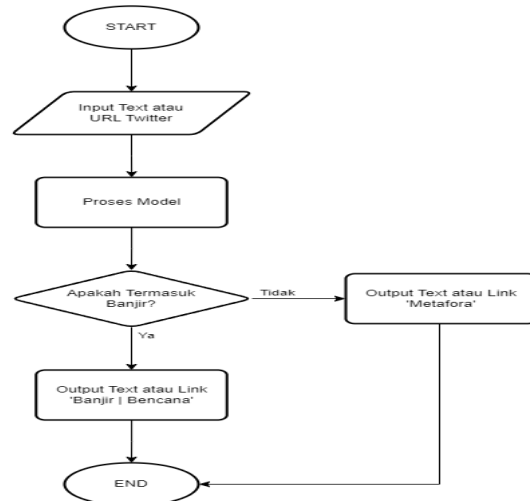 START
Input Text atau
URL Twitter
Proses Model
Apakah Termasuk
Banjir?
Tidak
Output Text atau Link
'Metafora'
Ya
Output Text atau Link
'Banjir | Bencana'
END